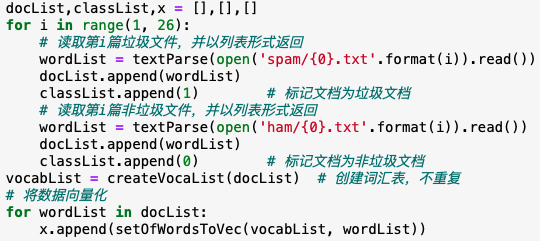 docList,classList,x = [],[],[]
for i in range(1, 26):
    # 读取第i篇垃圾文件，并以列表形式返回
    wordList = textParse(open('spam/{0}.txt'.format(i)).read())
    docList.append(wordList)
    classList.append(1)        # 标记文档为垃圾文档
    # 读取第i篇非垃圾文件，并以列表形式返回
    wordList = textParse(open('ham/{0}.txt'.format(i)).read())
    docList.append(wordList)
    classList.append(0)        # 标记文档为非垃圾文档
vocabList = createVocaList(docList)  # 创建词汇表，不重复
# 将数据向量化
for wordList in docList:
    x.append(setOfWordsToVec(vocabList, wordList))